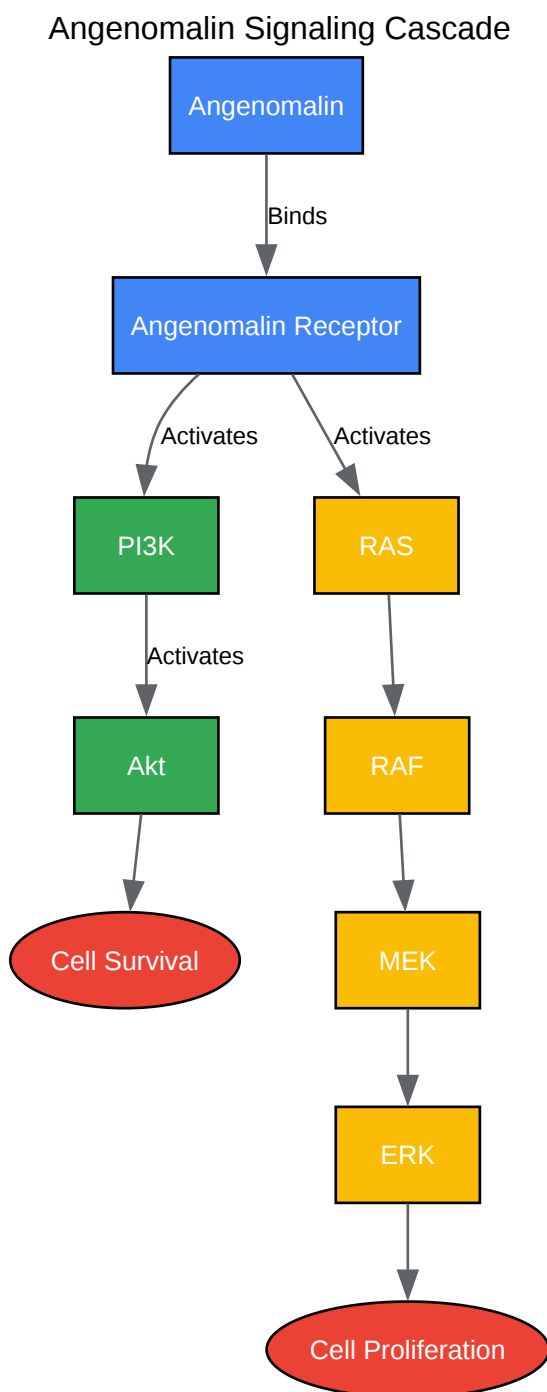 Angenomalin Signaling Cascade
Angenomalin
Binds
Angenomalin Receptor
Activates
Activates
PI3K
RAS
Activates
Akt
RAF
Cell Survival
MEK
ERK
Cell Proliferation